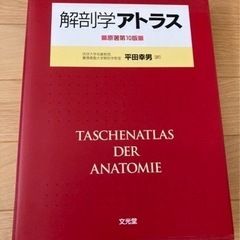 解剖学アトラス
原著第10版
平田幸男 訳
TASCHENATLAS
DER
ANATOMIE
文光堂